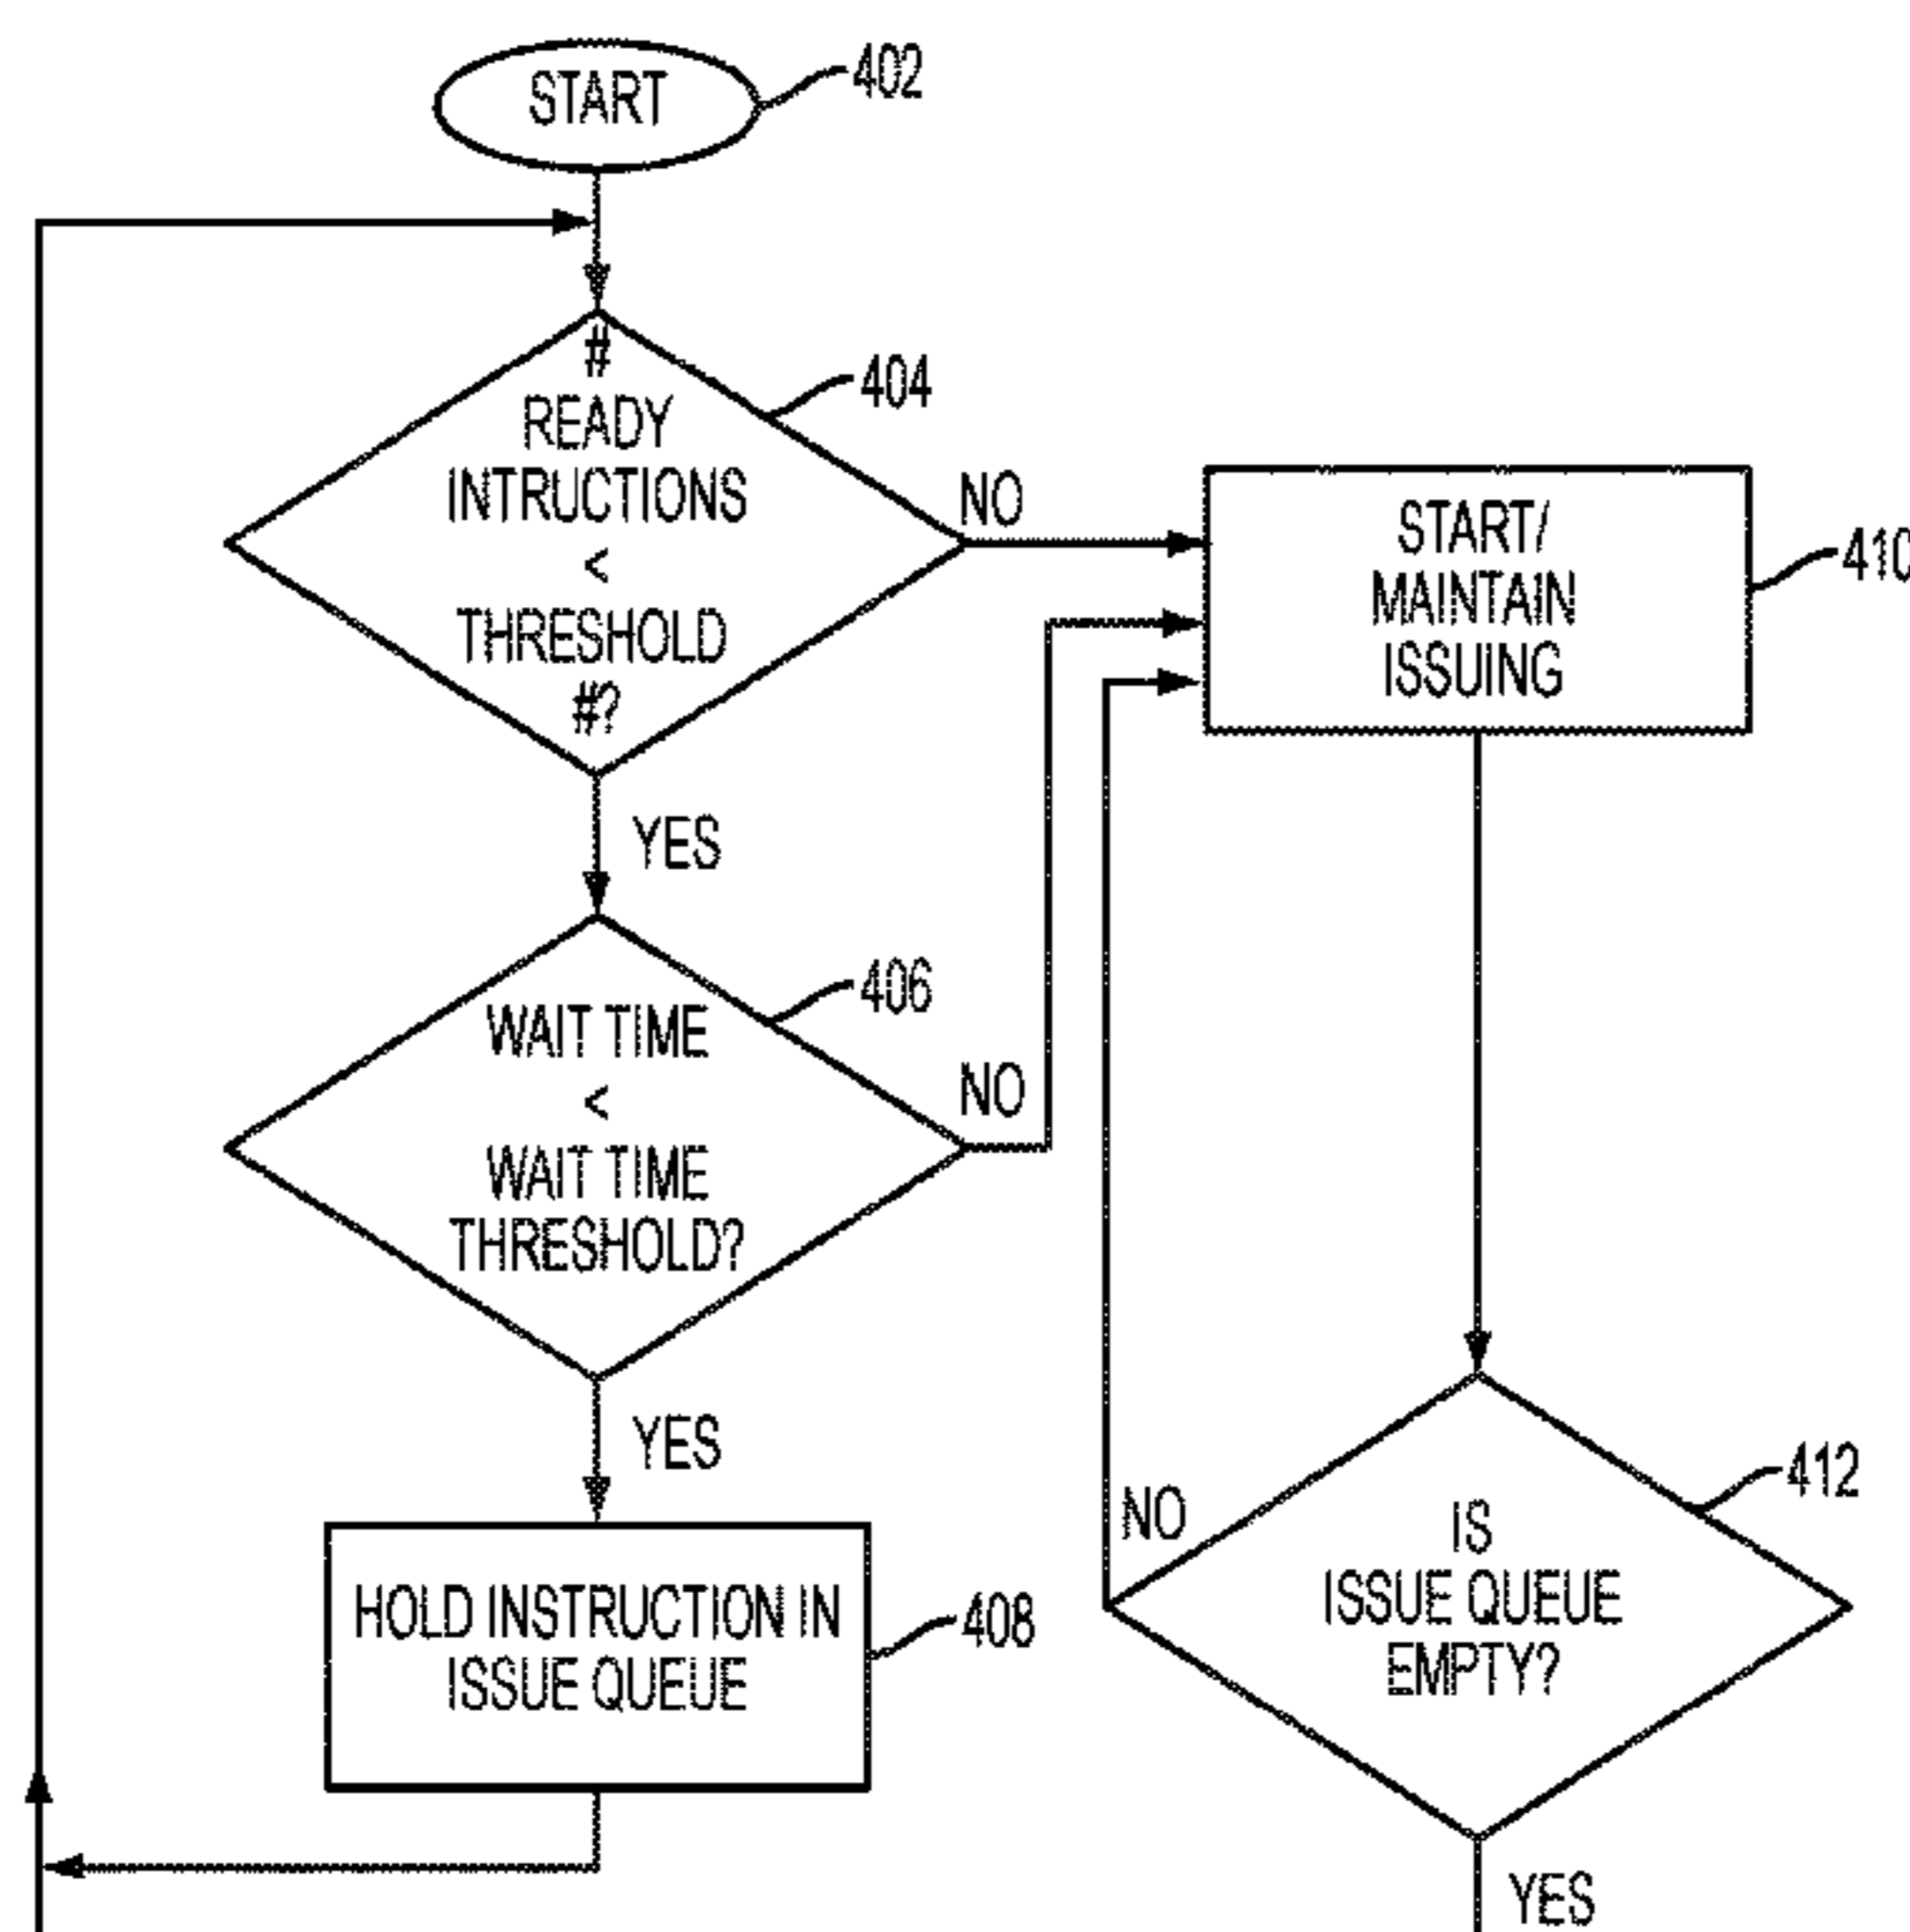 START
402
#
READY
INTRUCTIONS
<
THRESHOLD
#?
404
NO
YES
START/
MAINTAIN
ISSUING
410
WAIT TIME
<
WAIT TIME
THRESHOLD?
406
NO
YES
HOLD INSTRUCTION IN
ISSUE QUEUE
408
IS
ISSUE QUEUE
EMPTY?
412
NO
YES